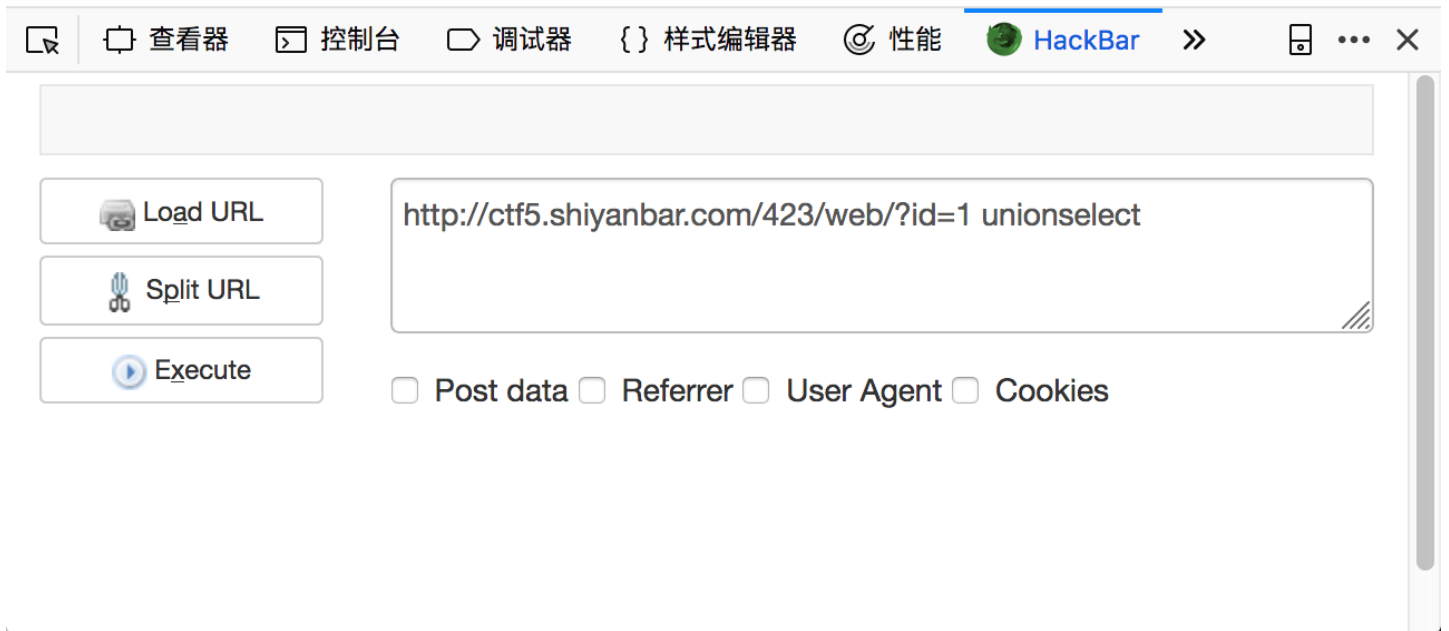 查看器 控制台 调试器 {} 样式编辑器 性能 HackBar
Load URL
http://ctf5.shiyanbar.com/423/web/?id=1 unionselect
Split URL
Execute
Post data Referrer User Agent Cookies